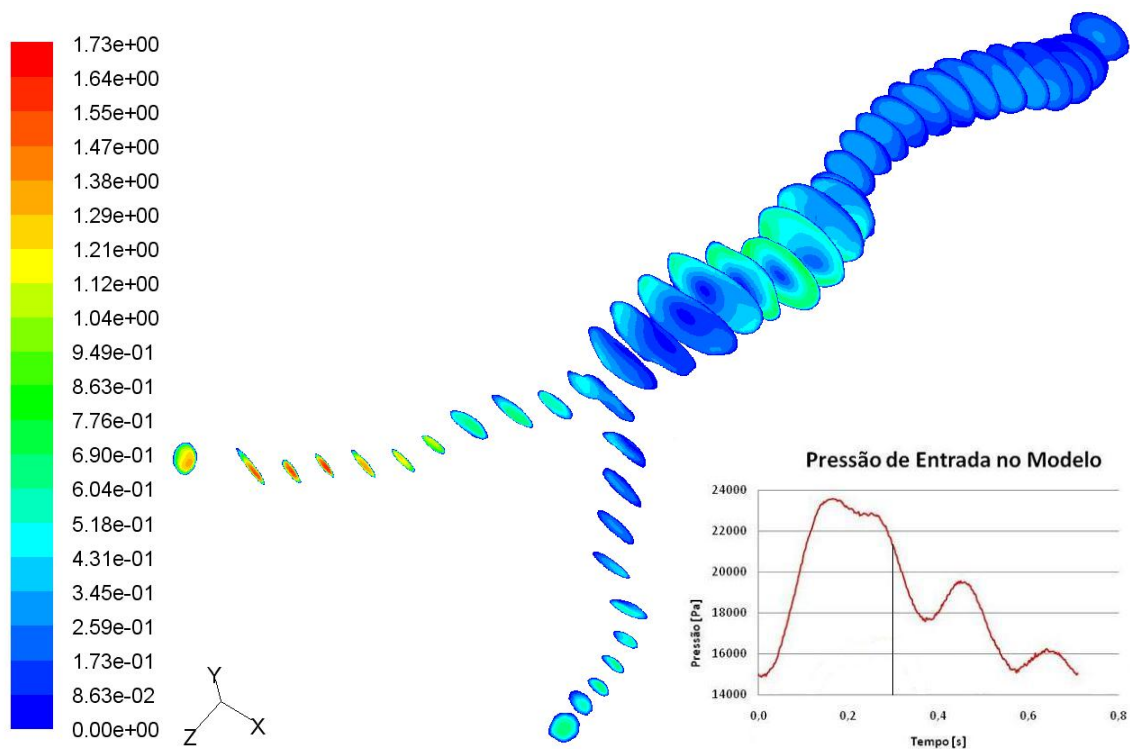 1.73e+00
1.64e+00
1.55e+00
1.47e+00
1.38e+00
1.29e+00
1.21e+00
1.12e+00
1.04e+00
9.49e-01
8.63e-01
7.76e-01
6.90e-01
6.04e-01
5.18e-01
4.31e-01
3.45e-01
2.59e-01
1.73e-01
8.63e-02
0.00e+00
Y
Z
X
Pressão de Entrada no Modelo
Pressão [Pa]
24000
22000
20000
18000
16000
14000
0,0 0,2 0,4 0,6 0,8
Tempo [s]